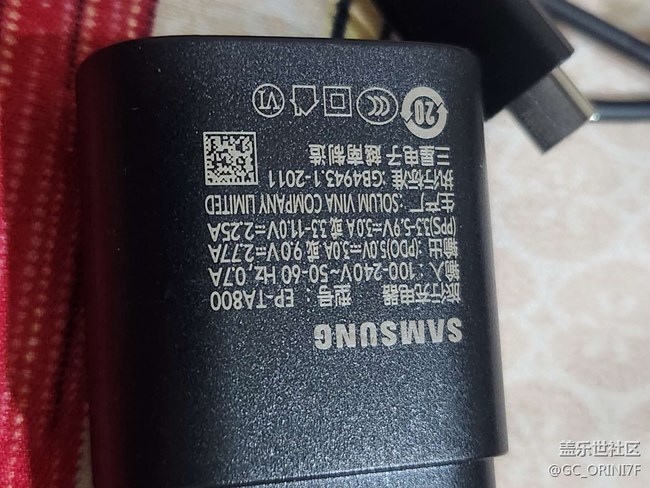 SAMSUNG
旅行充电器 型号：EP-TA800
输入：100-240V~50-60 Hz 0.7A
输出：(PDO)5.0V=3.0A 或 9.0V=2.77A
(PPS)3.3-5.9V=3.0A 或 3.3-11.0V=2.25A
生产厂：SOLUM VINA COMPANY LIMITED
执行标准：GB4943.1-2011
三星电子 越南制造
20
CCC
VI
盖乐世社区
@GC_ORINI7F